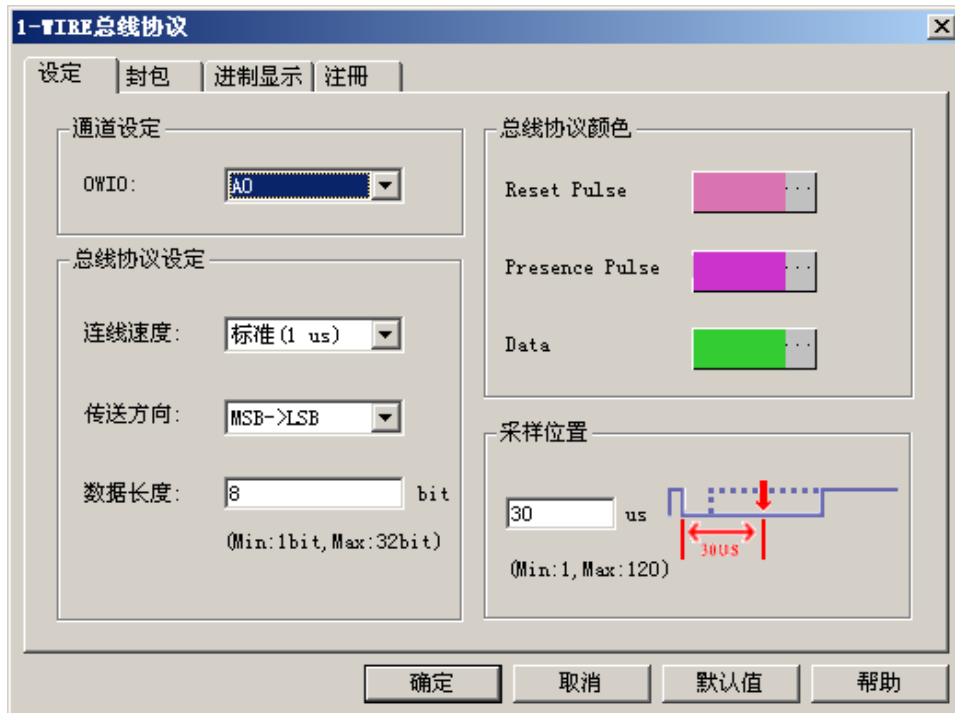 1-WIRE总线协议
设定 封包 进制显示 注冊
通道设定
OWIO: A0
总线协议设定
连线速度: 标准(1 us)
传送方向: MSB->LSB
数据长度: 8 bit
(Min:1bit,Max:32bit)
总线协议颜色
Reset Pulse ...
Presence Pulse ...
Data ...
采样位置
30 us
30US
(Min:1,Max:120)
确定 取消 默认值 帮助